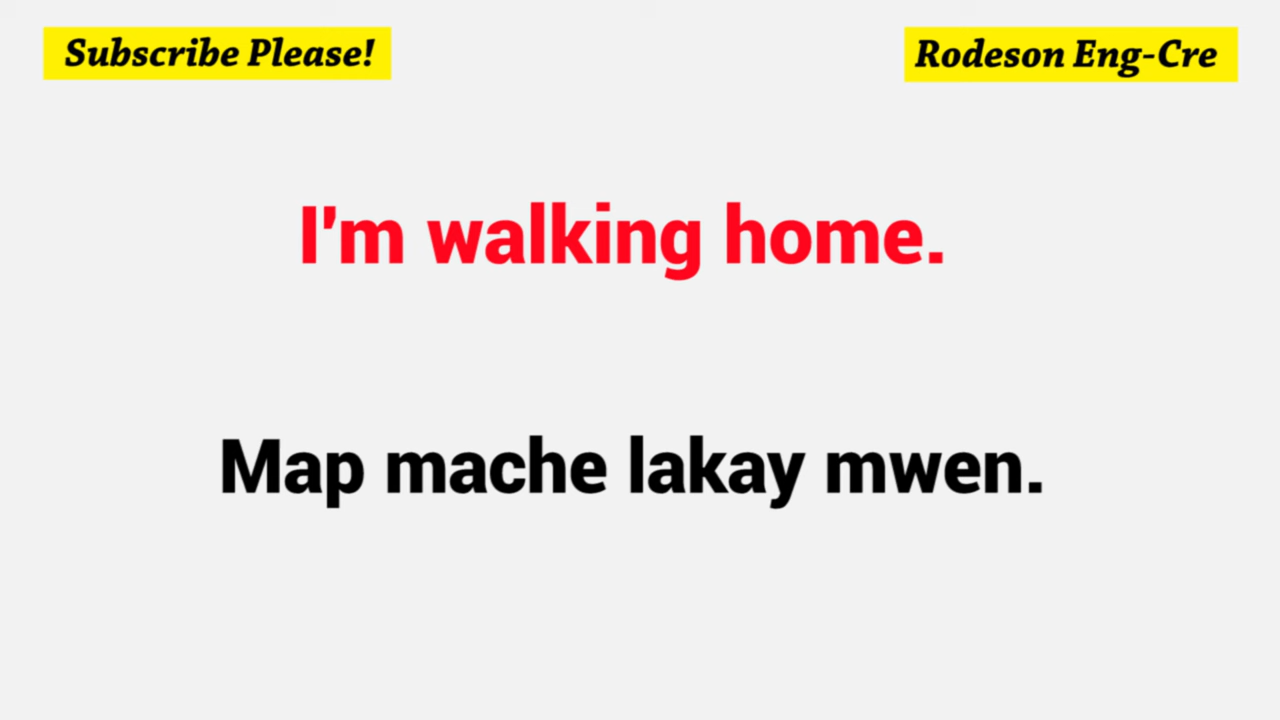 Subscribe Please!
Rodeson Eng-Cre
I'm walking home.
Map mache lakay mwen.